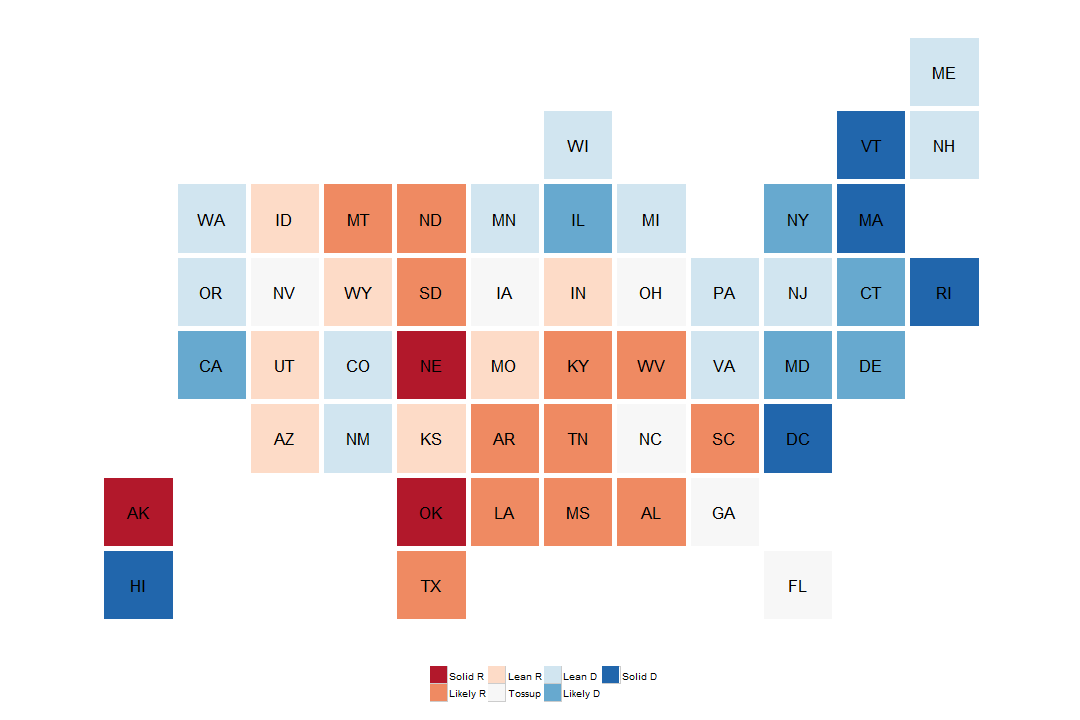 ME
WI VT NH
WA ID MT ND MN IL MI NY MA
OR NV WY SD IA IN OH PA NJ CT RI
CA UT CO NE MO KY WV VA MD DE
AZ NM KS AR TN NC SC DC
AK OK LA MS AL GA
HI TX FL
Solid R Lean R Lean D Solid D
Likely R Tossup Likely D